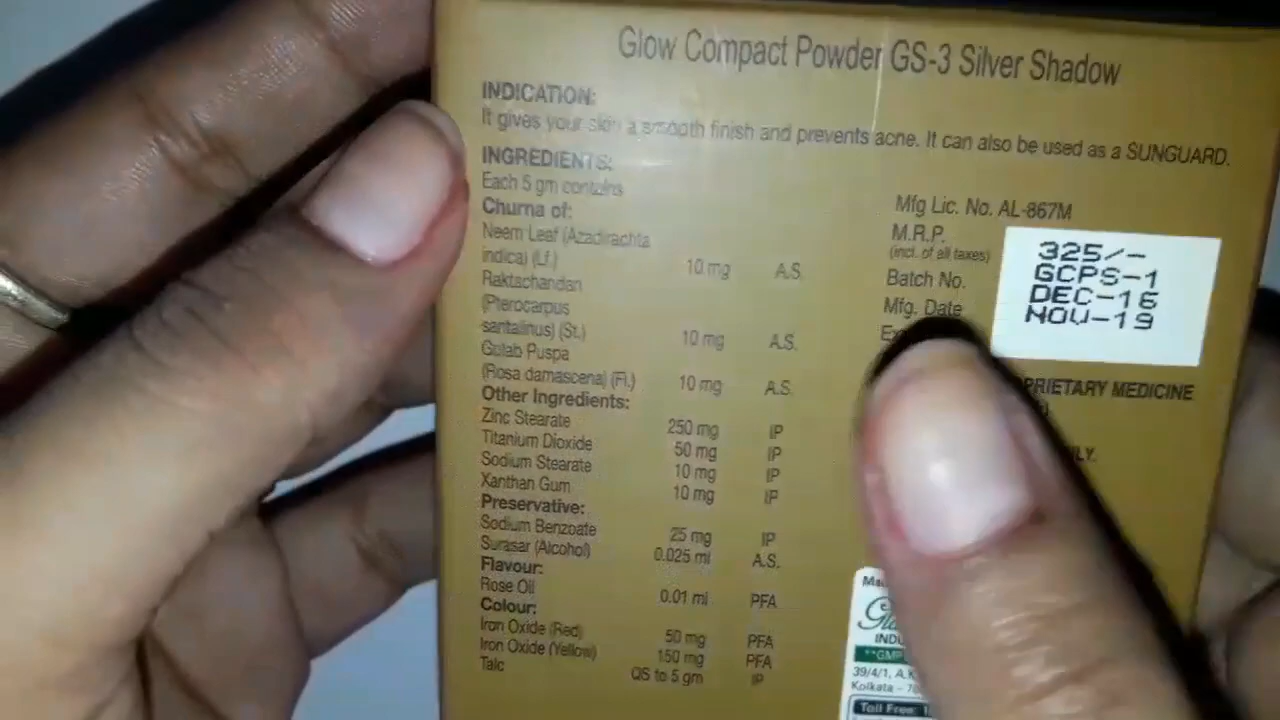 Glow Compact Powder GS-3 Silver Shadow
INDICATION:
It gives your skin a smooth finish and prevents acne. It can also be used as a SUNGUARD.
INGREDIENTS:
Each 5 gm contains
Churna of:
Neem Leaf (Azadirachta
indica) (Lf.) 10 mg A.S.
Raktachandan
(Pterocarpus
santalinus) (St.) 10 mg A.S.
Golab Puspa
(Rosa damascena) (Fl.) 10 mg A.S.
Other Ingredients:
Zinc Stearate 250 mg IP
Titanium Dioxide 50 mg IP
Sodium Stearate 10 mg IP
Xanthan Gum 10 mg IP
Preservative:
Sodium Benzoate 25 mg IP
Surasar (Alcohol) 0.025 ml A.S.
Flavour:
Rose Oil 0.01 ml PFA
Colour:
Iron Oxide (Red) 50 mg PFA
Iron Oxide (Yellow) 150 mg PFA
Talc QS to 5 gm IP
Mfg Lic. No. AL-867M
M.R.P.
(incl. of all taxes)
Batch No.
Mfg. Date
325/-
GCPS-1
DEC-16
NOV-19
MEDICINE
39/4/1,
Kolkata
Toll Free: